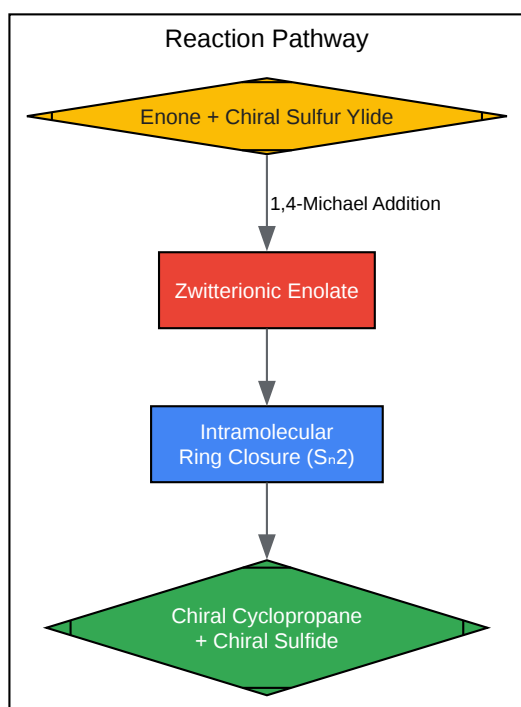 Reaction Pathway
Enone + Chiral Sulfur Ylide
1,4-Michael Addition
Zwitterionic Enolate
Intramolecular
Ring Closure (Sₙ2)
Chiral Cyclopropane
+ Chiral Sulfide